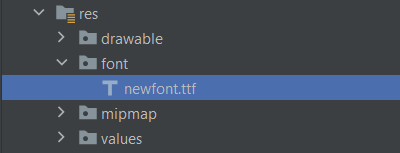 res
drawable
font
newfont.ttf
mipmap
values